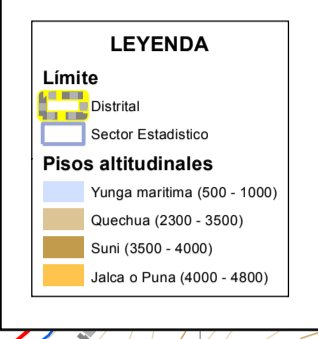 LEYENDA
Límite
Distrital
Sector Estadistico
Pisos altitudinales
Yunga maritima (500 - 1000)
Quechua (2300 - 3500)
Suni (3500 - 4000)
Jalca o Puna (4000 - 4800)